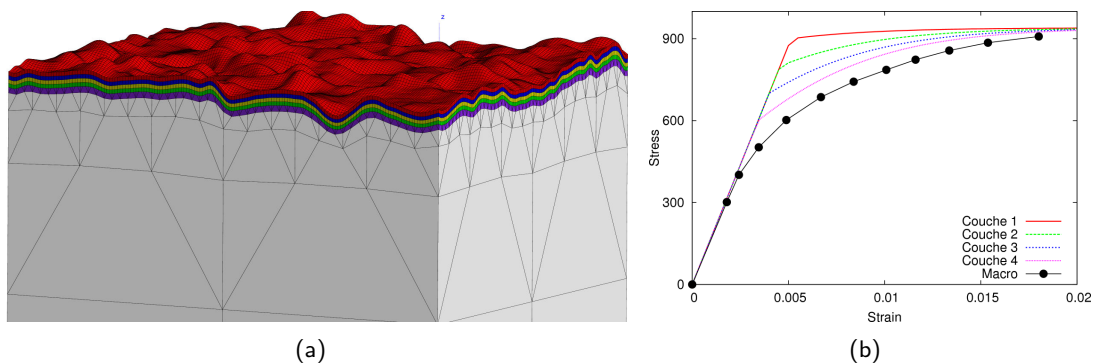 z
900
600
300
0
Stress
0
0.005
0.01
0.015
0.02
Strain
Couche 1
Couche 2
Couche 3
Couche 4
Macro
(a)
(b)